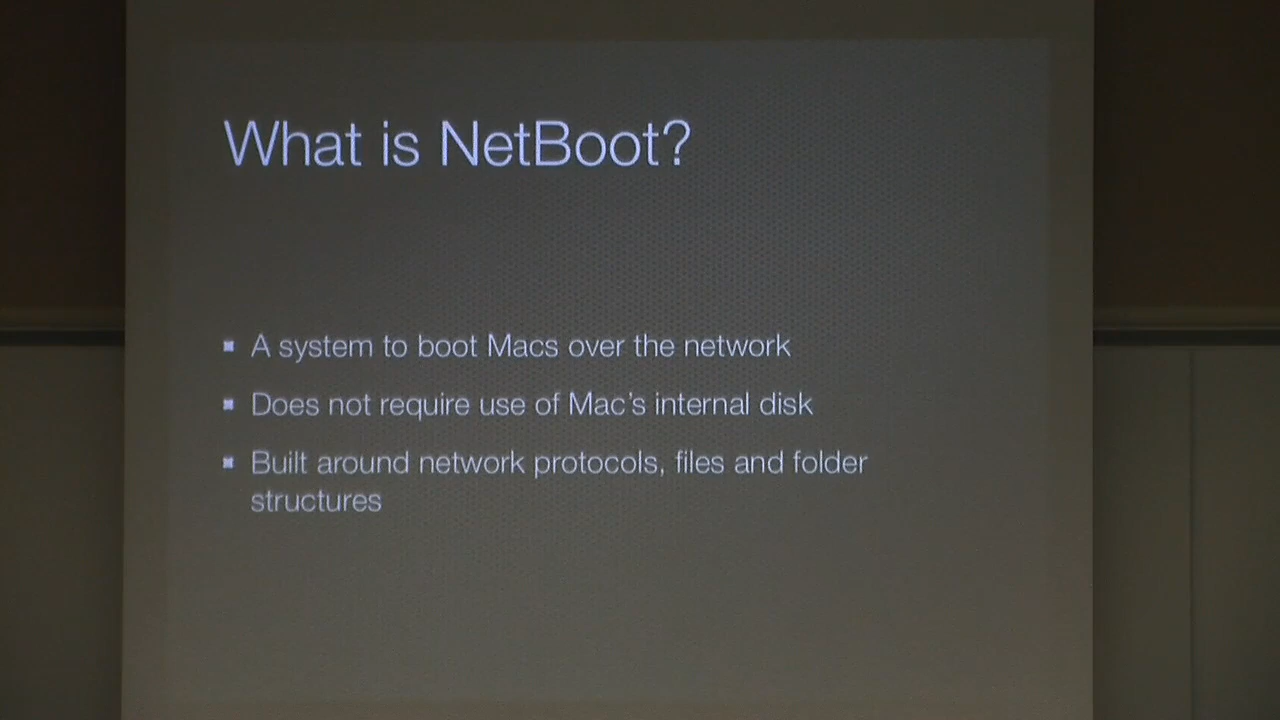 What is NetBoot?
A system to boot Macs over the network
Does not require use of Mac's internal disk
Built around network protocols, files and folder
structures